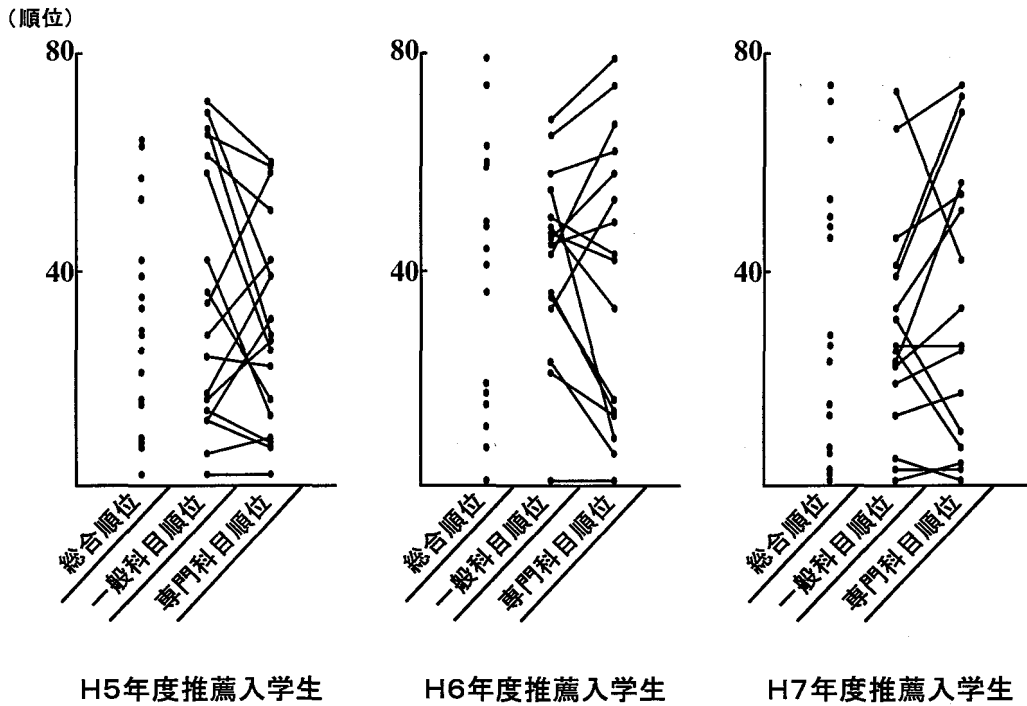 (順位)
80
40
総合順位
一般科目順位
専門科目順位
H5年度推薦入学生
80
40
総合順位
一般科目順位
専門科目順位
H6年度推薦入学生
80
40
総合順位
一般科目順位
専門科目順位
H7年度推薦入学生